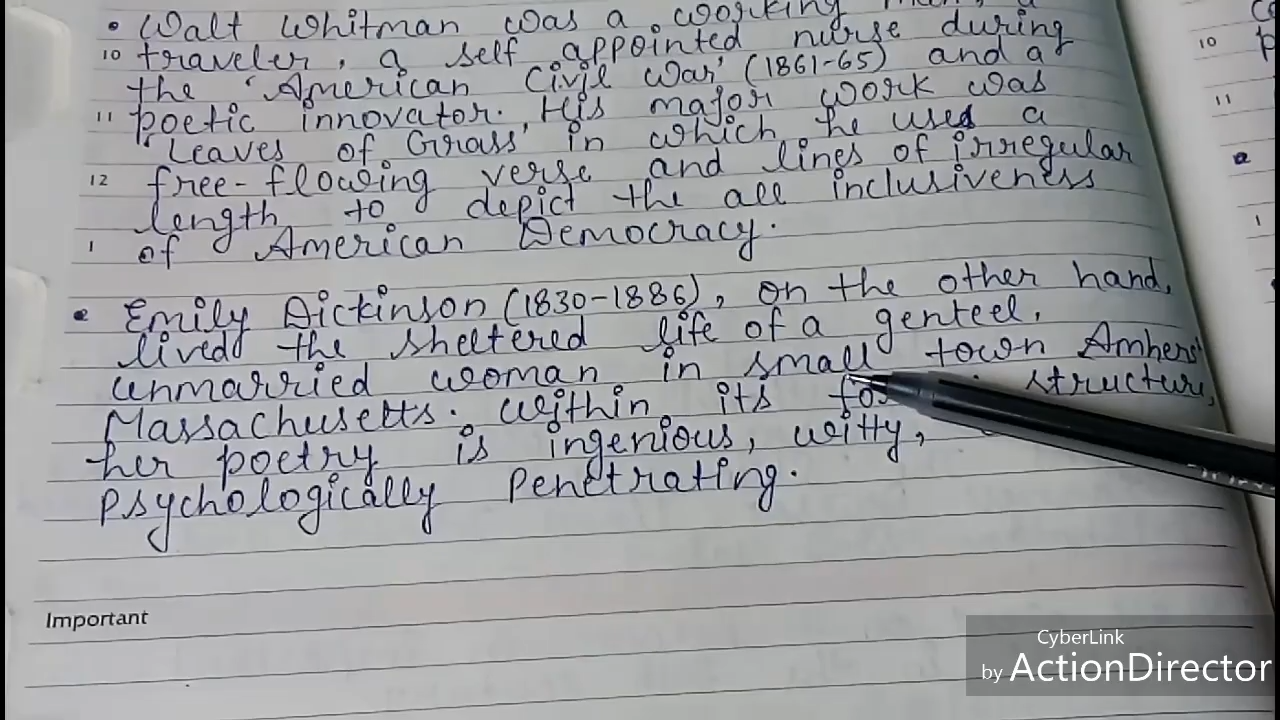 • Walt Whitman was a working man, a
10 traveler, a self appointed nurse during
the 'American Civil War' (1861-65) and a
11 poetic innovator. His major work was
"Leaves of Grass' in which he used a
12 free-flowing verse and lines of irregular
length to depict the all inclusiveness
1 of American Democracy.
• Emily Dickinson (1830-1886), on the other hand,
lived the sheltered life of a genteel,
unmarried woman in small town Amhers
Massachusetts. within its structure,
her poetry is ingenious, witty,
psychologically penetrating.
Important
10
11
1
CyberLink
by ActionDirector